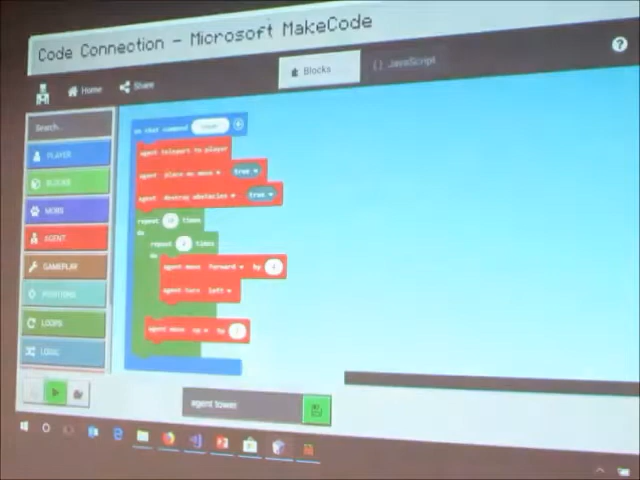 Code Connection - Microsoft MakeCode
Home
Share
Blocks
{} JavaScript
?
Search...
PLAYER
BLOCKS
MOBS
AGENT
GAMEPLAY
POSITIONS
LOOPS
LOGIC
on chat command
agent teleport to player
agent place on move true
agent destroy obstacles true
repeat times
do
repeat times
do
agent move forward by
agent turn left
agent move up by
agent tower